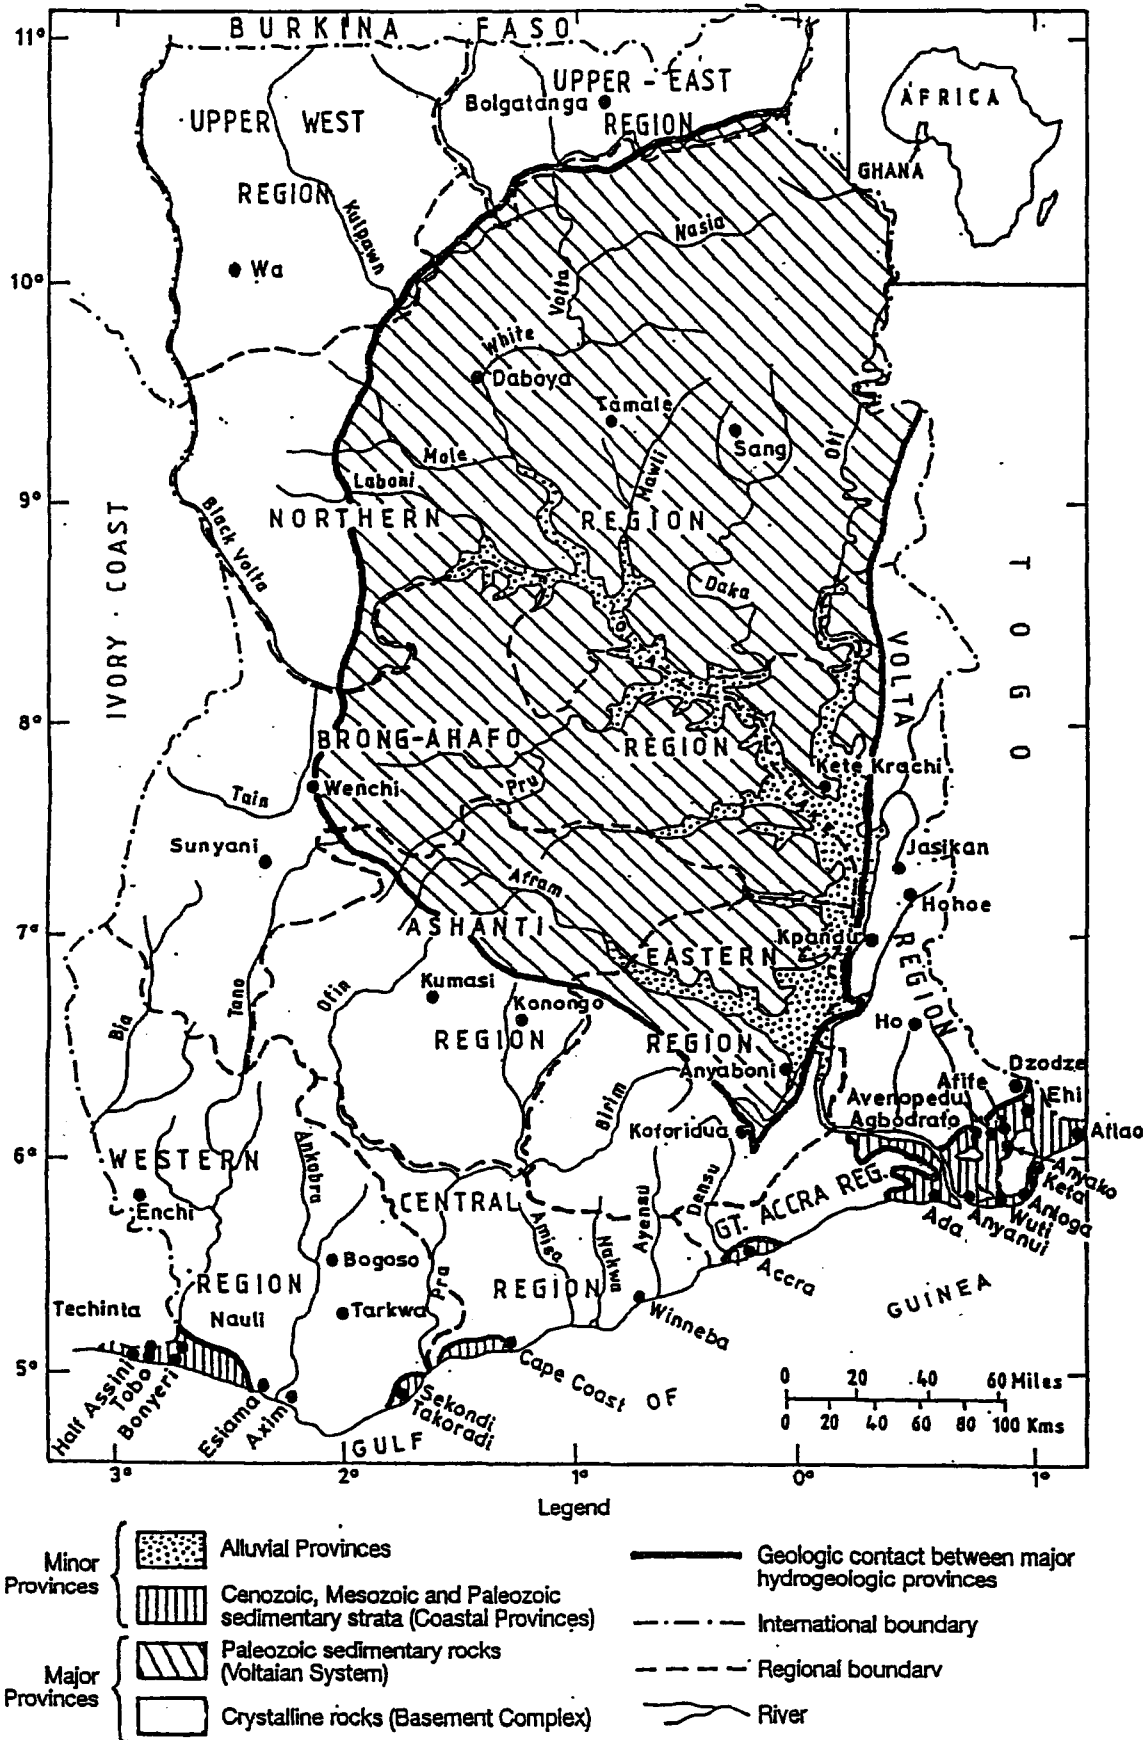 BURKINA FASO
11°
UPPER - EAST
REGION
Bolgatanga
AFRICA
GHANA
UPPER WEST
REGION
Kulpawn
Nasia
Wa
10°
White
Volta
Daboya
Tamale
Sang
Oti
Mole
Labani
Mawli
9°
NORTHERN
REGION
Black Volta
IVORY COAST
Daka
TOGO
VOLTA
REGION
8°
BRONG-AHAFO
REGION
Kete Krachi
Wenchi
Pru
Tain
Sunyani
Jasikan
Afram
Hohoe
7°
ASHANTI
REGION
EASTERN
REGION
Kpandu
Kumasi
Konongo
Ofin
Tano
Bia
Ho
Anyaboni
Dzodze
Afife
Ehi
Avenopedu
Agbodrafo
Aflao
Birim
Koforidua
6°
WESTERN
REGION
Ankobra
CENTRAL
REGION
Densu
GT. ACCRA REG.
Anyako
Keta
Anloga
Wuti
Anyanui
Ada
Enchi
Ayensu
Nakwa
Amisa
Pra
Bogoso
Accra
Techinta
Nauli
Tarkwa
Winneba
5°
Half Assini
Tobo
Bonyeri
Esiama
Axim
Sekondi
Takoradi
Cape Coast
GULF OF GUINEA
0 20 40 60 Miles
0 20 40 60 80 100 Kms
3° 2° 1° 0° 1°
Legend
Minor
Provinces
Alluvial Provinces
Cenozoic, Mesozoic and Paleozoic
sedimentary strata (Coastal Provinces)
Major
Provinces
Paleozoic sedimentary rocks
(Voltaian System)
Crystalline rocks (Basement Complex)
Geologic contact between major
hydrogeologic provinces
International boundary
Regional boundary
River